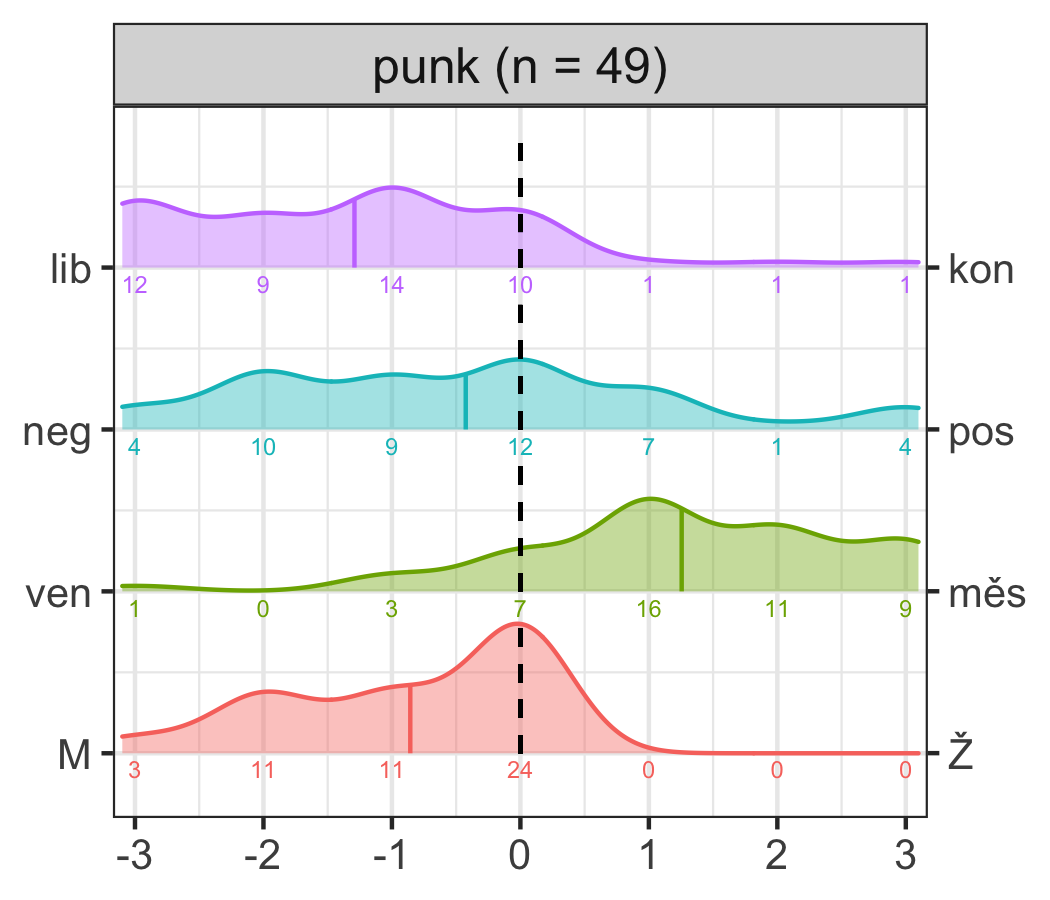 punk (n = 49)
lib kon
12 9 14 10 1 1 1
neg pos
4 10 9 12 7 1 4
ven měs
1 0 3 7 16 11 9
M Ž
3 11 11 24 0 0 0
-3 -2 -1 0 1 2 3